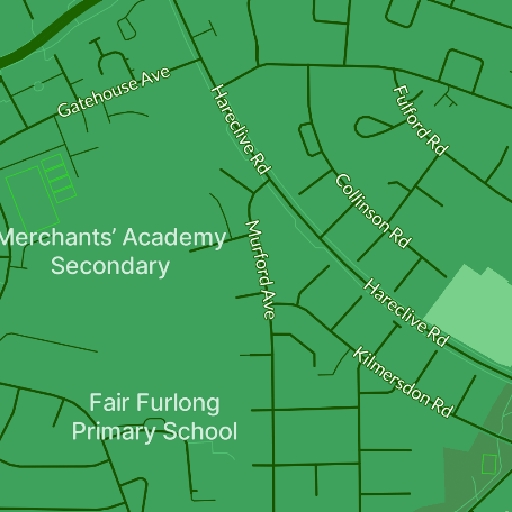 Gatehouse Ave
Hareclive Rd
Fulford Rd
Collinson Rd
Merchants’ Academy
Secondary
Murford Ave
Hareclive Rd
Kilmersdon Rd
Fair Furlong
Primary School